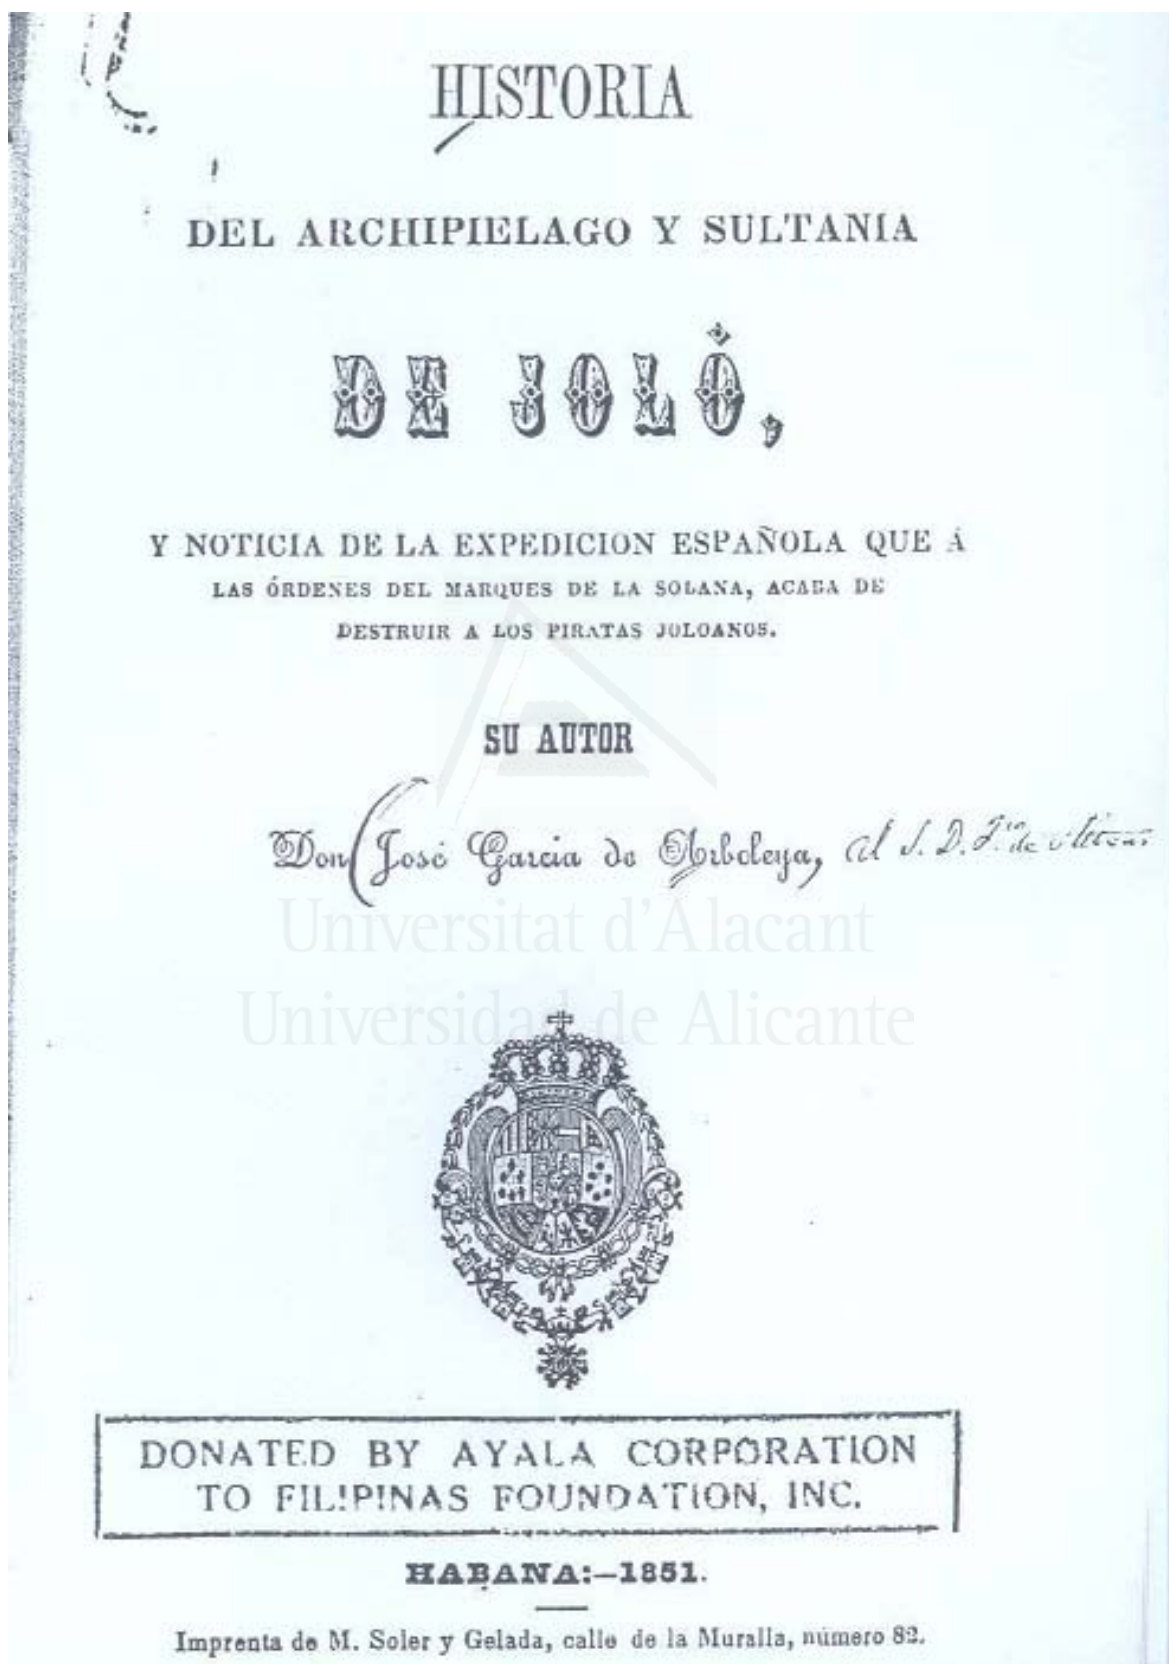 HISTORIA
DEL ARCHIPIELAGO Y SULTANIA
DE JOLÓ,
Y NOTICIA DE LA EXPEDICION ESPAÑOLA QUE Á
LAS ÓRDENES DEL MARQUES DE LA SOLANA, ACABA DE
DESTRUIR A LOS PIRATAS JOLOANOS.
SU AUTOR
Don José Garcia de Arboleya, al S. D.
Universitat d'Alacant
Universidad de Alicante
DONATED BY AYALA CORPORATION
TO FILIPINAS FOUNDATION, INC.
HABANA:—1851.
Imprenta de M. Soler y Gelada, calle de la Muralla, número 82.